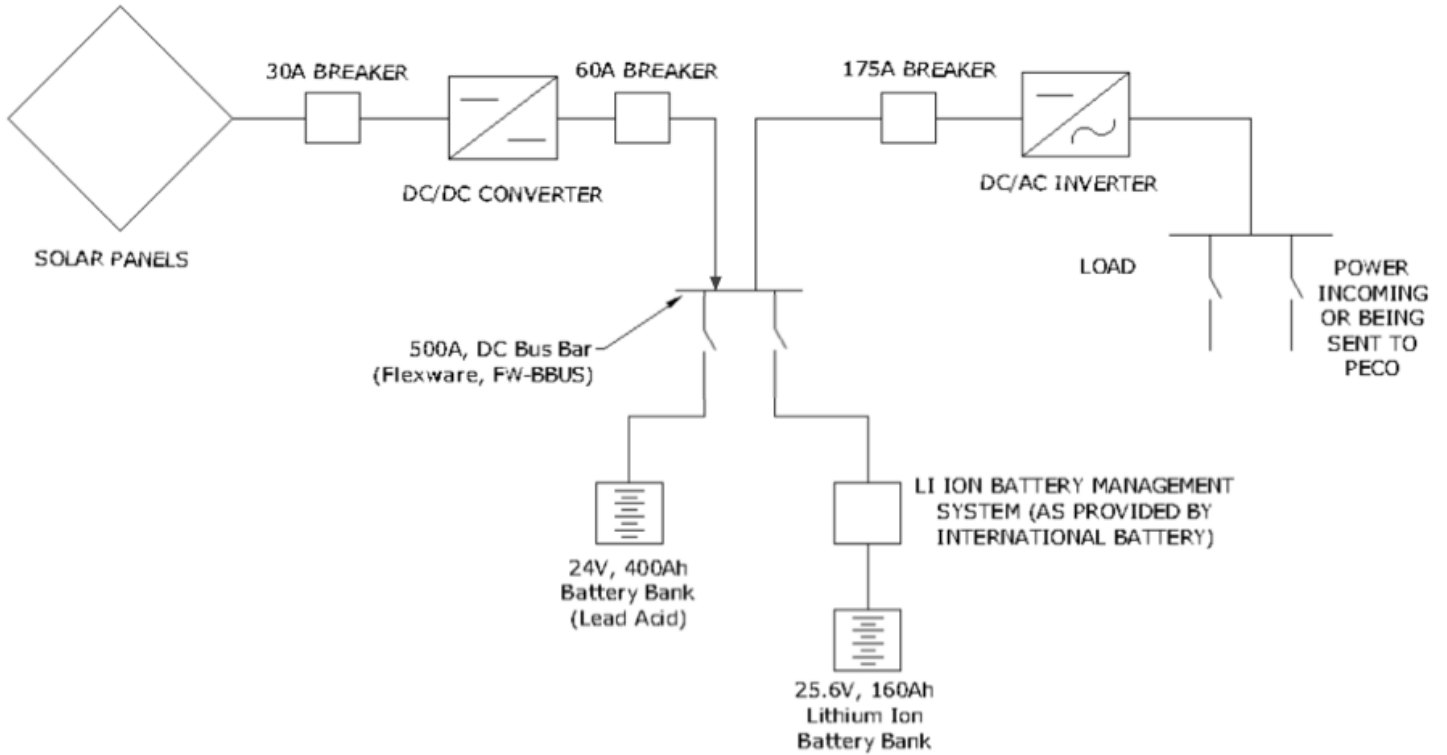 30A BREAKER
60A BREAKER
175A BREAKER
DC/DC CONVERTER
DC/AC INVERTER
SOLAR PANELS
LOAD
POWER
INCOMING
OR BEING
SENT TO
PECO
500A, DC Bus Bar
(Flexware, FW-BBUS)
LI ION BATTERY MANAGEMENT
SYSTEM (AS PROVIDED BY
INTERNATIONAL BATTERY)
24V, 400Ah
Battery Bank
(Lead Acid)
25.6V, 160Ah
Lithium Ion
Battery Bank